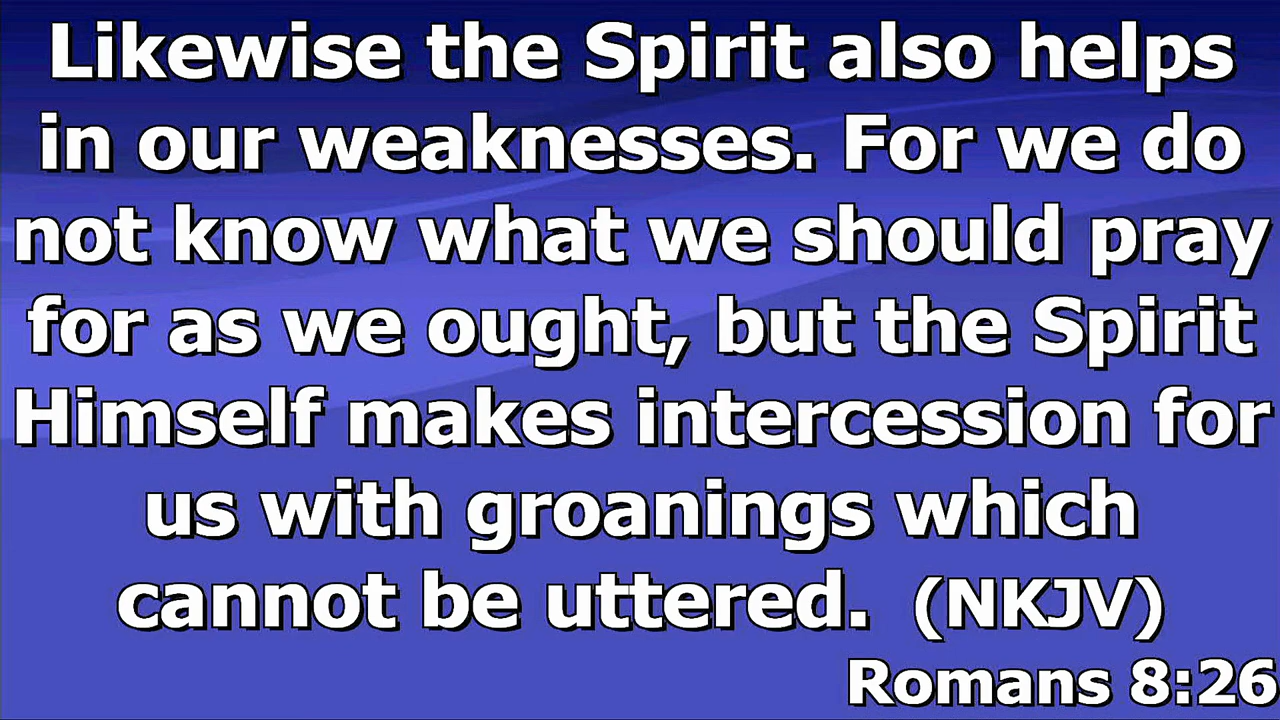 Likewise the Spirit also helps
in our weaknesses. For we do
not know what we should pray
for as we ought, but the Spirit
Himself makes intercession for
us with groanings which
cannot be uttered. (NKJV)
Romans 8:26